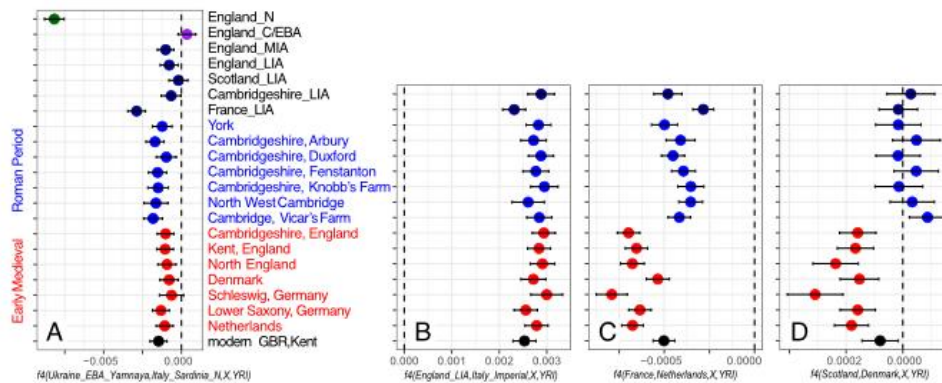 England_N
England_C/EBA
England_MIA
England_LIA
Scotland_LIA
Cambridgeshire_LIA
France_LIA
Roman Period
York
Cambridgeshire, Arbury
Cambridgeshire, Duxford
Cambridgeshire, Fenstanton
Cambridgeshire, Knobb's Farm
North West Cambridge
Cambridge, Vicar's Farm
Early Medieval
Cambridgeshire, England
Kent, England
North England
Denmark
Schleswig, Germany
Lower Saxony, Germany
Netherlands
modern GBR,Kent
A
B
C
D
−0.005 0.000
0.000 0.001 0.002 0.003
−0.0005 0.0000
−0.0002 0.0000
f4(Ukraine_EBA_Yamnaya,Italy_Sardinia_N,X,YRI)
f4(England_LIA,Italy_Imperial,X,YRI)
f4(France,Netherlands,X,YRI)
f4(Scotland,Denmark,X,YRI)